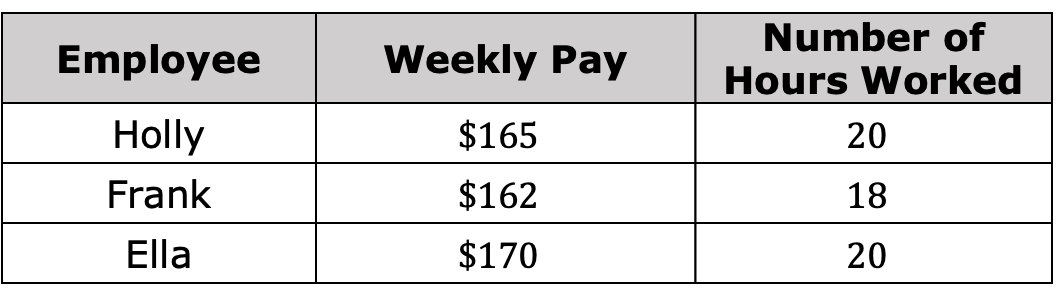 Employee Weekly Pay Number of
Hours Worked
Holly $165 20
Frank $162 18
Ella $170 20